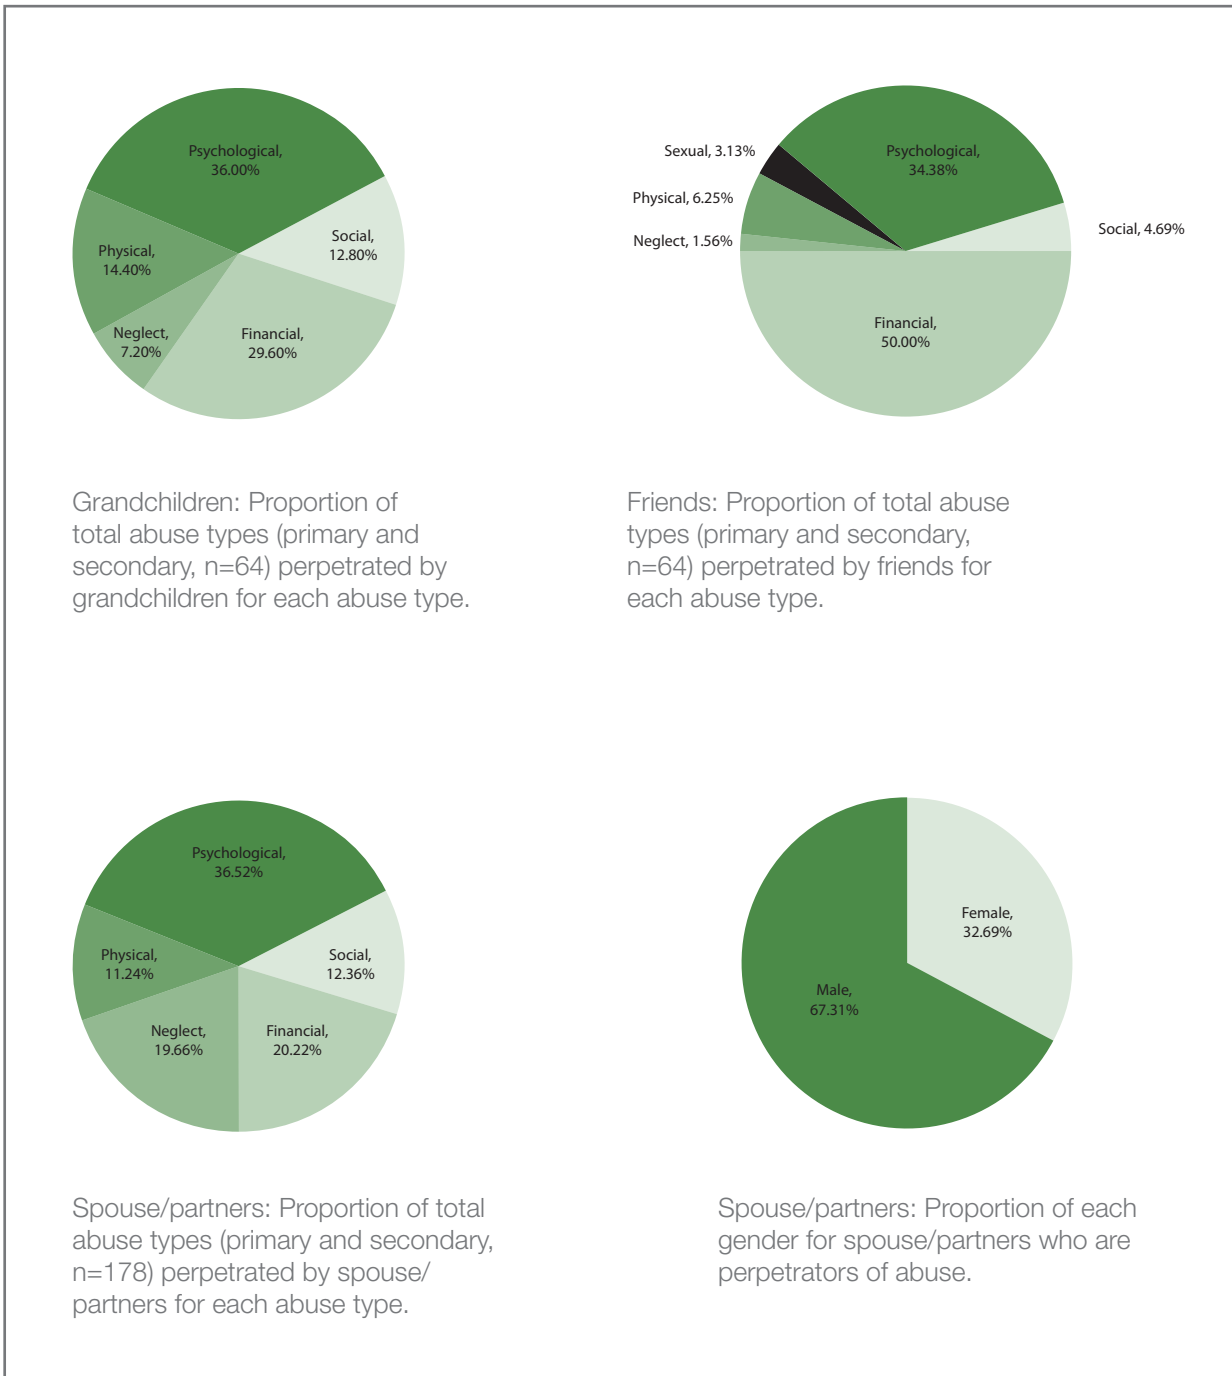 Psychological,
36.00%
Social,
12.80%
Physical,
14.40%
Neglect,
7.20%
Financial,
29.60%
Grandchildren: Proportion of
total abuse types (primary and
secondary, n=64) perpetrated by
grandchildren for each abuse type.
Sexual, 3.13%
Psychological,
34.38%
Physical, 6.25%
Social, 4.69%
Neglect, 1.56%
Financial,
50.00%
Friends: Proportion of total abuse
types (primary and secondary,
n=64) perpetrated by friends for
each abuse type.
Psychological,
36.52%
Physical,
11.24%
Social,
12.36%
Neglect,
19.66%
Financial,
20.22%
Spouse/partners: Proportion of total
abuse types (primary and secondary,
n=178) perpetrated by spouse/
partners for each abuse type.
Female,
32.69%
Male,
67.31%
Spouse/partners: Proportion of each
gender for spouse/partners who are
perpetrators of abuse.